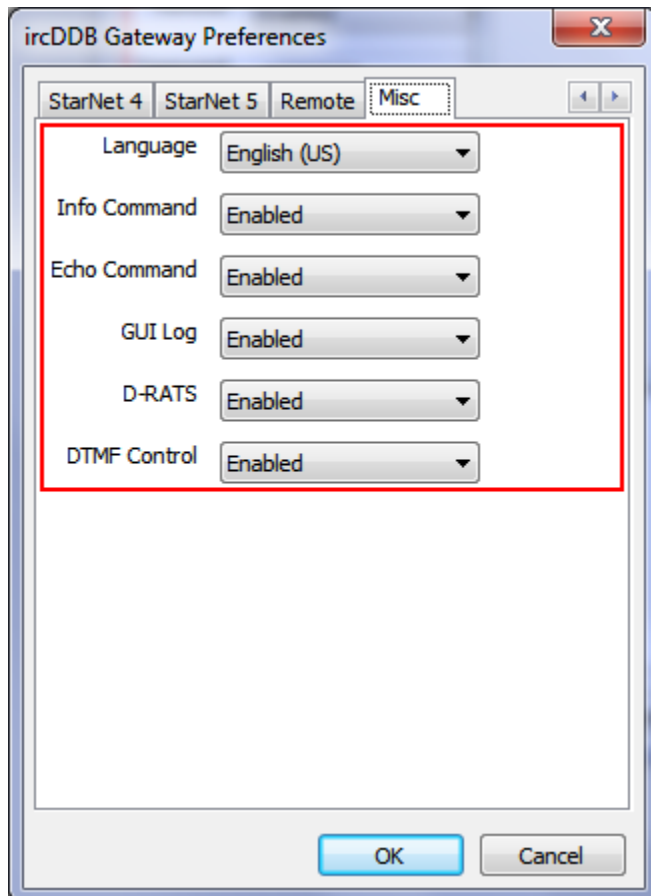 ircDDB Gateway Preferences
StarNet 4 StarNet 5 Remote Misc
Language English (US)
Info Command Enabled
Echo Command Enabled
GUI Log Enabled
D-RATS Enabled
DTMF Control Enabled
OK Cancel